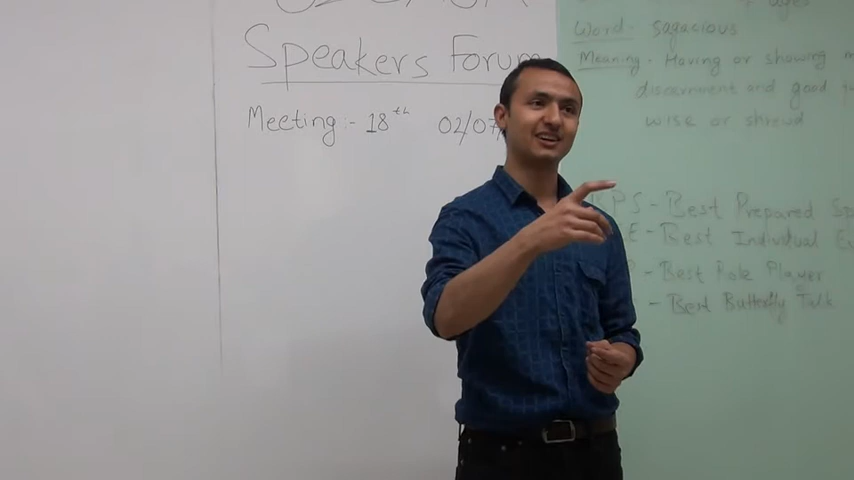 Speakers Forum
Meeting :- 18th 02/07
Word - sagacious
Meaning - Having or showing
discernment and good
wise or shrewd
PS - Best Prepared
E - Best Individual
- Best Role Player
- Best Butterfly Talk